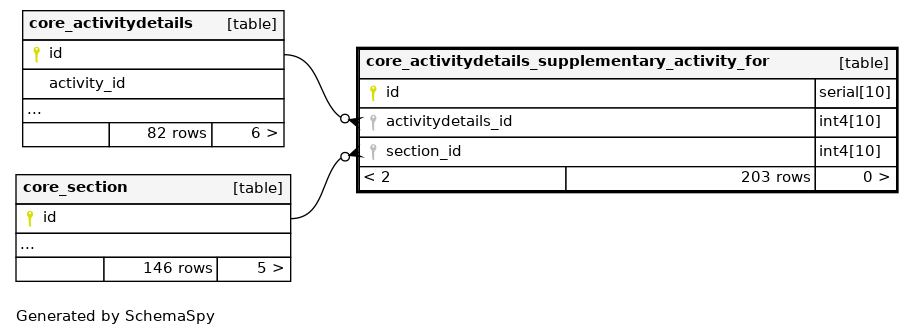 core_activitydetails [table]
id
activity_id
...
82 rows 6 >
core_section [table]
id
...
146 rows 5 >
core_activitydetails_supplementary_activity_for [table]
id serial[10]
activitydetails_id int4[10]
section_id int4[10]
< 2 203 rows 0 >
Generated by SchemaSpy